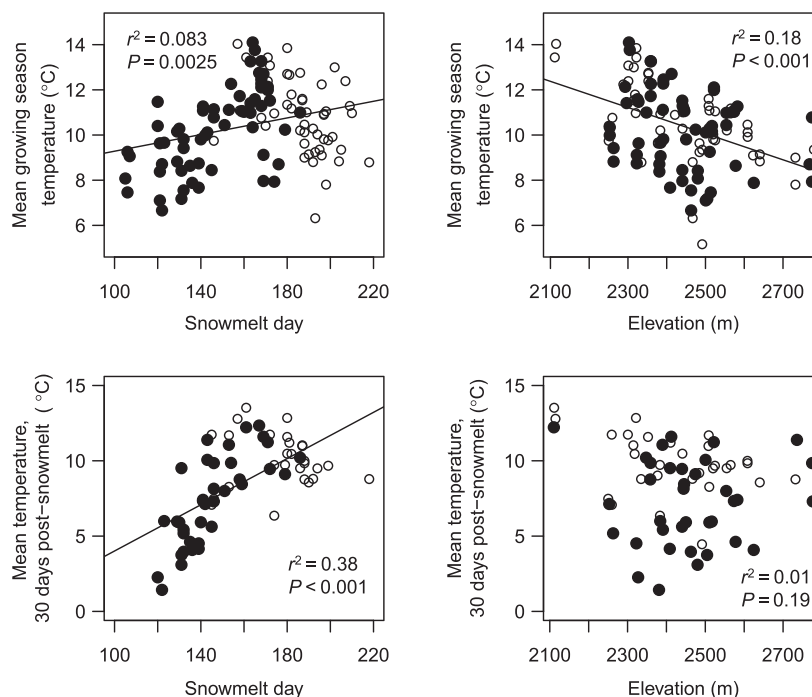 Mean growing season
temperature (°C)
14
12
10
8
6
r² = 0.083
P = 0.0025
100
140
180
220
Snowmelt day
Mean growing season
temperature (°C)
14
12
10
8
6
r² = 0.18
P < 0.001
2100
2300
2500
2700
Elevation (m)
Mean temperature,
30 days post−snowmelt ( °C)
15
10
5
0
r² = 0.38
P < 0.001
100
140
180
220
Snowmelt day
Mean temperature,
30 days post−snowmelt (°C)
15
10
5
0
r² = 0.01
P = 0.19
2100
2300
2500
2700
Elevation (m)